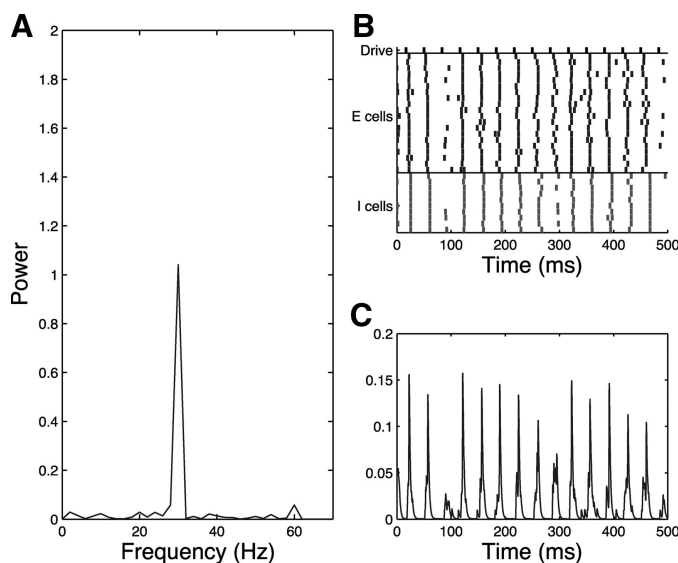 A
2
1.8
1.6
1.4
1.2
1
0.8
0.6
0.4
0.2
0
Power
0 20 40 60
Frequency (Hz)
B
Drive
E cells
I cells
0 100 200 300 400 500
Time (ms)
C
0.2
0.15
0.1
0.05
0
0 100 200 300 400 500
Time (ms)